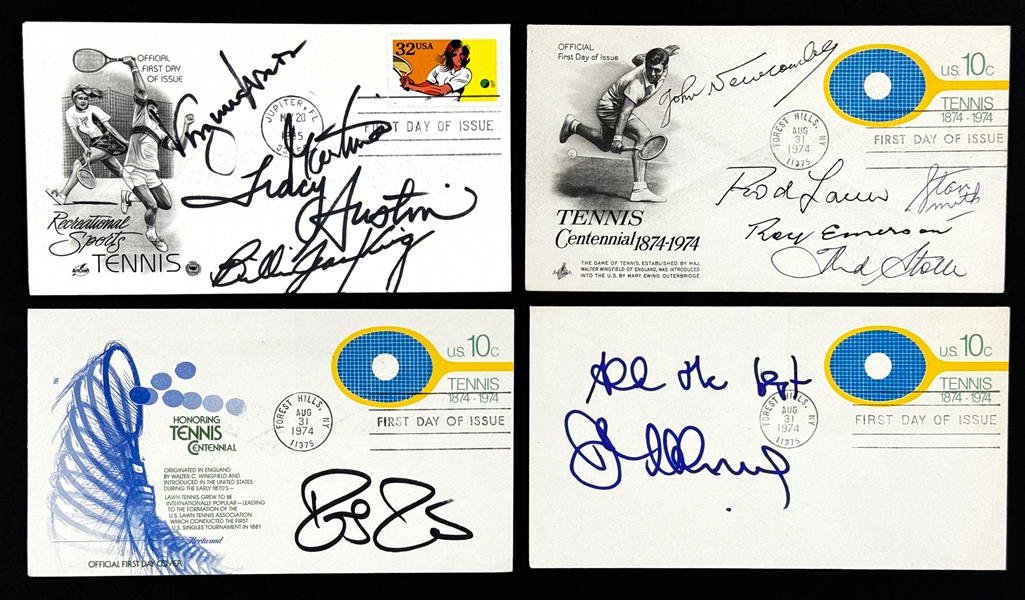 OFFICIAL
FIRST DAY
OF ISSUE
32USA
JUPITER, FL
MAY 20
1995
FIRST DAY OF ISSUE
Martina
Tracy
Austin
Billie Jean King
Recreational
Sports
TENNIS
ArtCraft
OFFICIAL
First Day of Issue
John Newcombe
U.S. 10c
TENNIS
1874-1974
FOREST HILLS, NY
AUG
31
1974
11375
FIRST DAY OF ISSUE
Rod Laver
Stan
Smith
Roy Emerson
Fred Stolle
TENNIS
Centennial 1874-1974
THE GAME OF TENNIS, ESTABLISHED BY MAJ.
WALTER WINGFIELD OF ENGLAND, WAS INTRODUCED
INTO THE U.S. BY MARY EWING OUTERBRIDGE
ArtCraft
U.S. 10c
TENNIS
1874-1974
FOREST HILLS, NY
AUG
31
1974
11375
FIRST DAY OF ISSUE
HONORING
TENNIS
CENTENNIAL
ORIGINATED IN ENGLAND
BY WALTER C. WINGFIELD AND
INTRODUCED IN THE UNITED STATES
DURING THE EARLY 1870'S—
LAWN TENNIS GREW TO BE
INTERNATIONALLY POPULAR—LEADING
TO THE FORMATION OF THE
U.S. LAWN TENNIS ASSOCIATION
WHICH CONDUCTED THE FIRST
U.S. SINGLES TOURNAMENT IN 1881
Fleetwood
OFFICIAL FIRST DAY COVER
All the best
U.S. 10c
TENNIS
1874-1974
FOREST HILLS, NY
AUG
31
1974
11375
FIRST DAY OF ISSUE